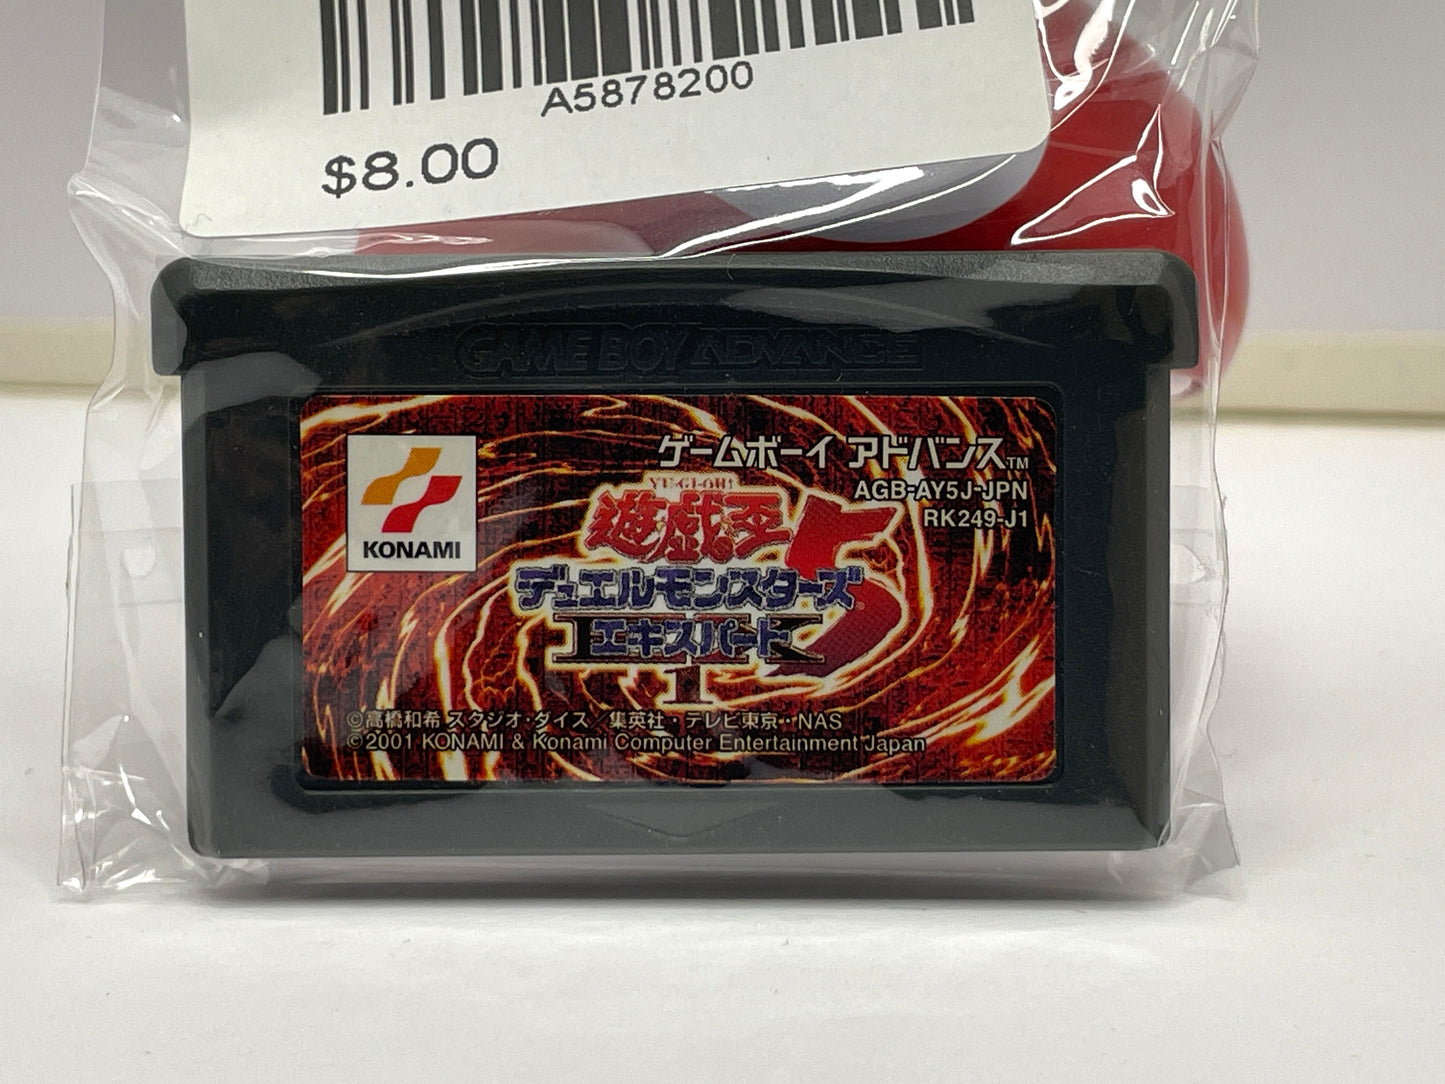 A5878200
$8.00
GAME BOY ADVANCE
ゲームボーイ アドバンス™
AGB-AY5J-JPN
RK249-J1
KONAMI
YU-GI-OH!
遊戯王
5
デュエルモンスターズ
エキスパート
1
©高橋和希 スタジオ・ダイス／集英社・テレビ東京・NAS
©2001 KONAMI & Konami Computer Entertainment Japan